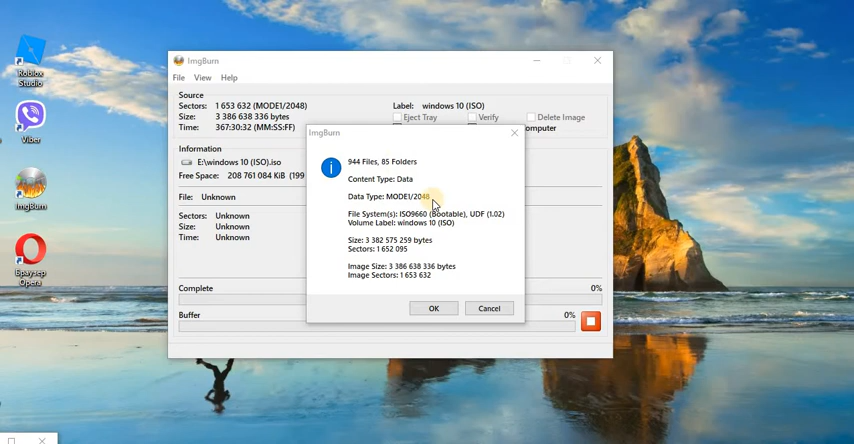 Roblox
Studio
Viber
ImgBurn
Браузер
Opera
ImgBurn
File View Help
Source
Sectors: 1 653 632 (MODE1/2048)
Size: 3 386 638 336 bytes
Time: 367:30:32 (MM:SS:FF)
Label: windows 10 (ISO)
Eject Tray Verify Delete Image
omputer
Information
E:\windows 10 (ISO).iso
Free Space: 208 761 084 KiB (199
File: Unknown
Sectors: Unknown
Size: Unknown
Time: Unknown
Complete 0%
Buffer 0%
ImgBurn
944 Files, 85 Folders
Content Type: Data
Data Type: MODE1/2048
File System(s): ISO9660 (Bootable), UDF (1.02)
Volume Label: windows 10 (ISO)
Size: 3 382 575 259 bytes
Sectors: 1 652 095
Image Size: 3 386 638 336 bytes
Image Sectors: 1 653 632
OK Cancel